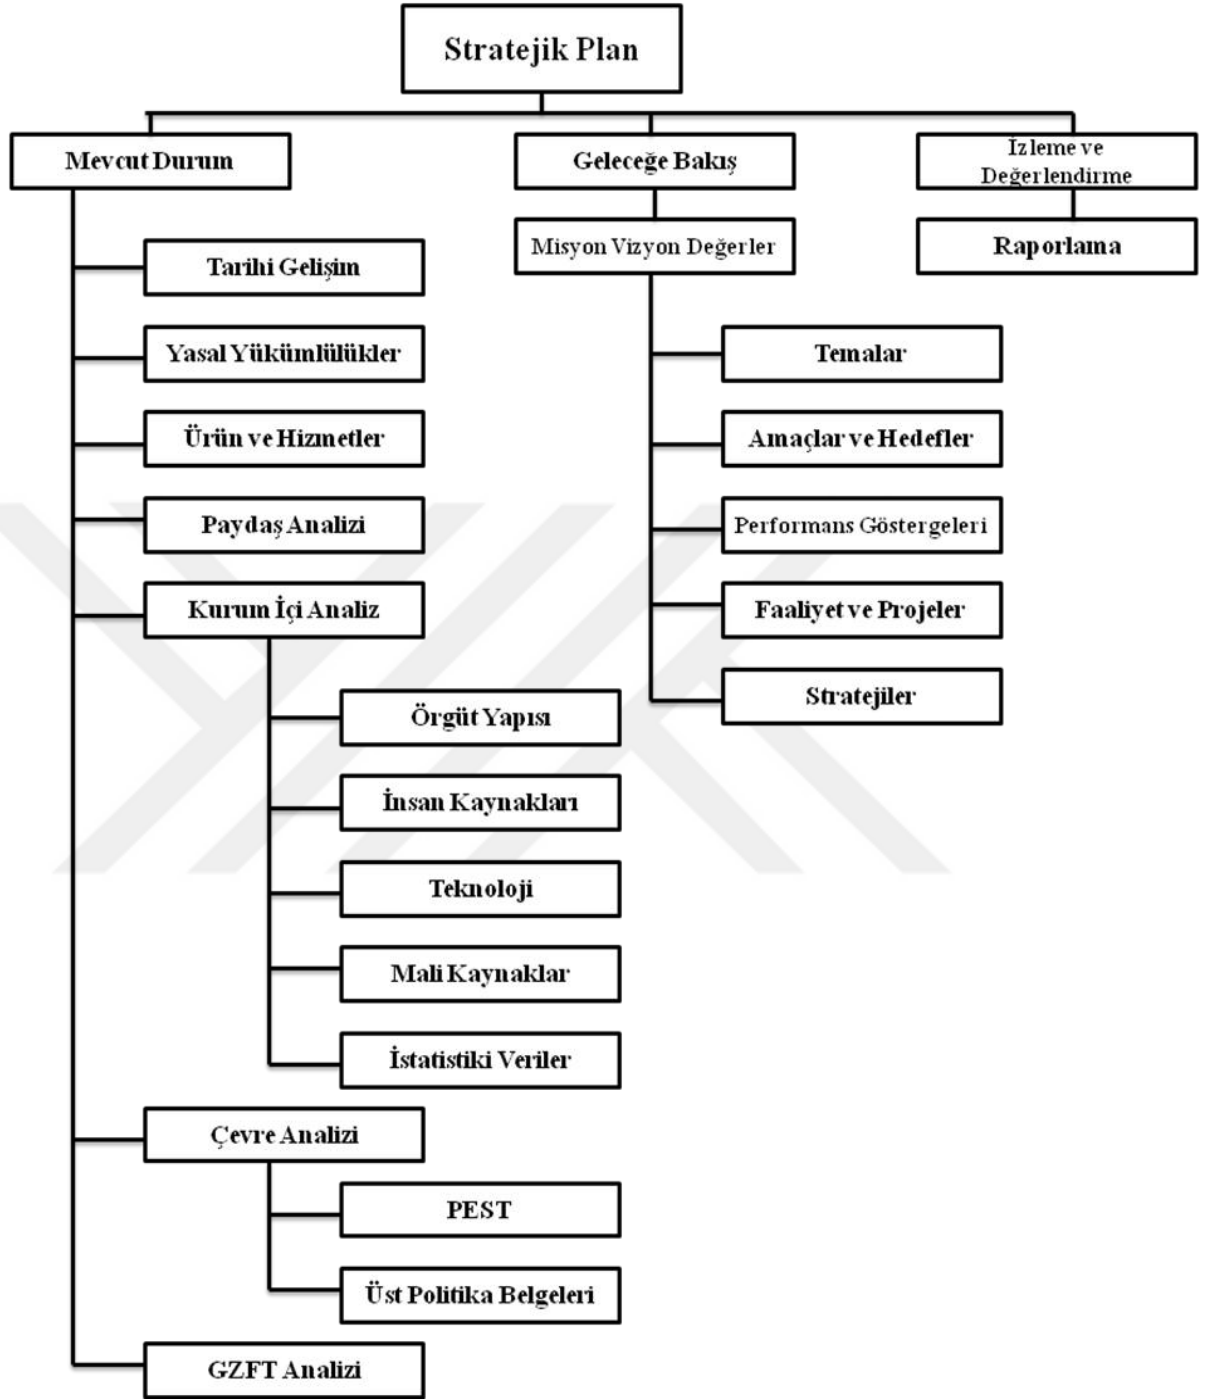 Stratejik Plan
Mevcut Durum
Geleceğe Bakış
İzleme ve
Değerlendirme
Misyon Vizyon Değerler
Raporlama
Tarihi Gelişim
Yasal Yükümlülükler
Ürün ve Hizmetler
Paydaş Analizi
Kurum İçi Analiz
Örgüt Yapısı
İnsan Kaynakları
Teknoloji
Mali Kaynaklar
İstatistiki Veriler
Çevre Analizi
PEST
Üst Politika Belgeleri
GZFT Analizi
Temalar
Amaçlar ve Hedefler
Performans Göstergeleri
Faaliyet ve Projeler
Stratejiler